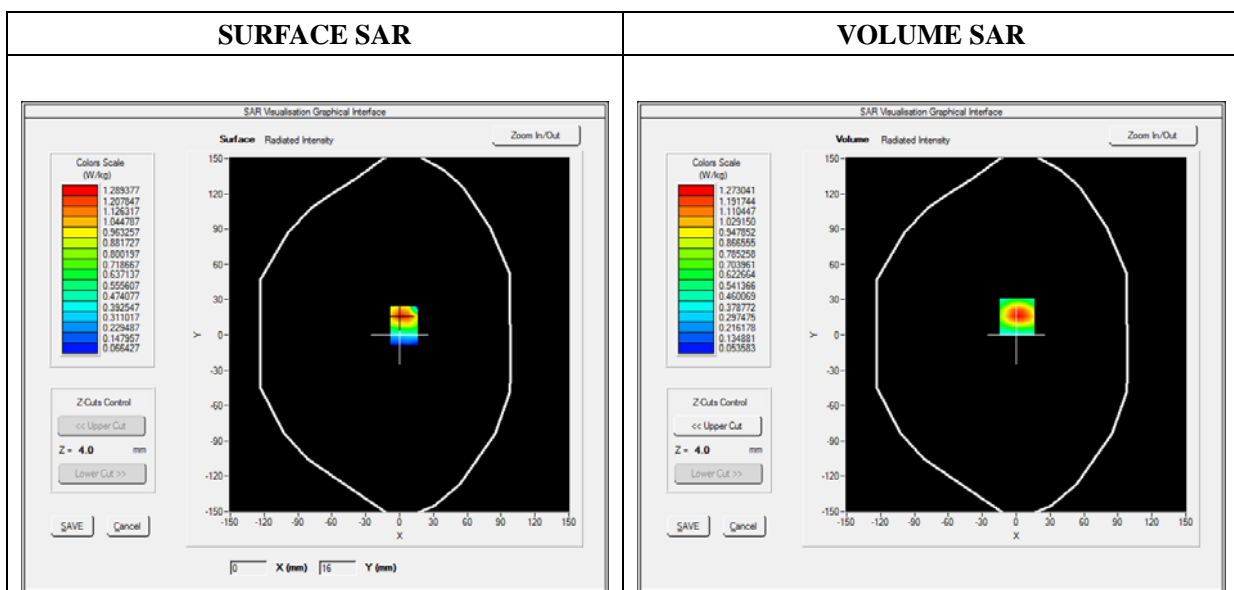 SURFACE SAR
SAR Visualisation Graphical Interface
Surface Radiated Intensity
Zoom In/Out
Colors Scale
(W/kg)
1.289377
1.207847
1.126317
1.044787
0.963257
0.881727
0.800197
0.718667
0.637137
0.555607
0.474077
0.392547
0.311017
0.229487
0.147957
0.066427
Z-Cuts Control
<< Upper Cut
Z = 4.0 mm
Lower Cut >>
SAVE Cancel
150
120
90
60
30
0
-30
-60
-90
-120
-150
Y
-150 -120 -90 -60 -30 0 30 60 90 120 150
X
0 X (mm) 16 Y (mm)
VOLUME SAR
SAR Visualisation Graphical Interface
Volume Radiated Intensity
Zoom In/Out
Colors Scale
(W/kg)
1.273041
1.191744
1.110447
1.029150
0.947852
0.866555
0.785258
0.703961
0.622664
0.541366
0.460069
0.378772
0.297475
0.216178
0.134881
0.053583
Z-Cuts Control
<< Upper Cut
Z = 4.0 mm
Lower Cut >>
SAVE Cancel
150
120
90
60
30
0
-30
-60
-90
-120
-150
Y
-150 -120 -90 -60 -30 0 30 60 90 120 150
X